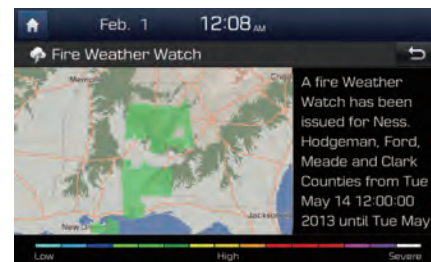 Feb. 1 12:08 AM
Fire Weather Watch
A fire Weather
Watch has been
issued for Ness.
Hodgeman, Ford,
Meade and Clark
Counties from Tue
May 14 12:00:00
2013 until Tue May
Low High Severe